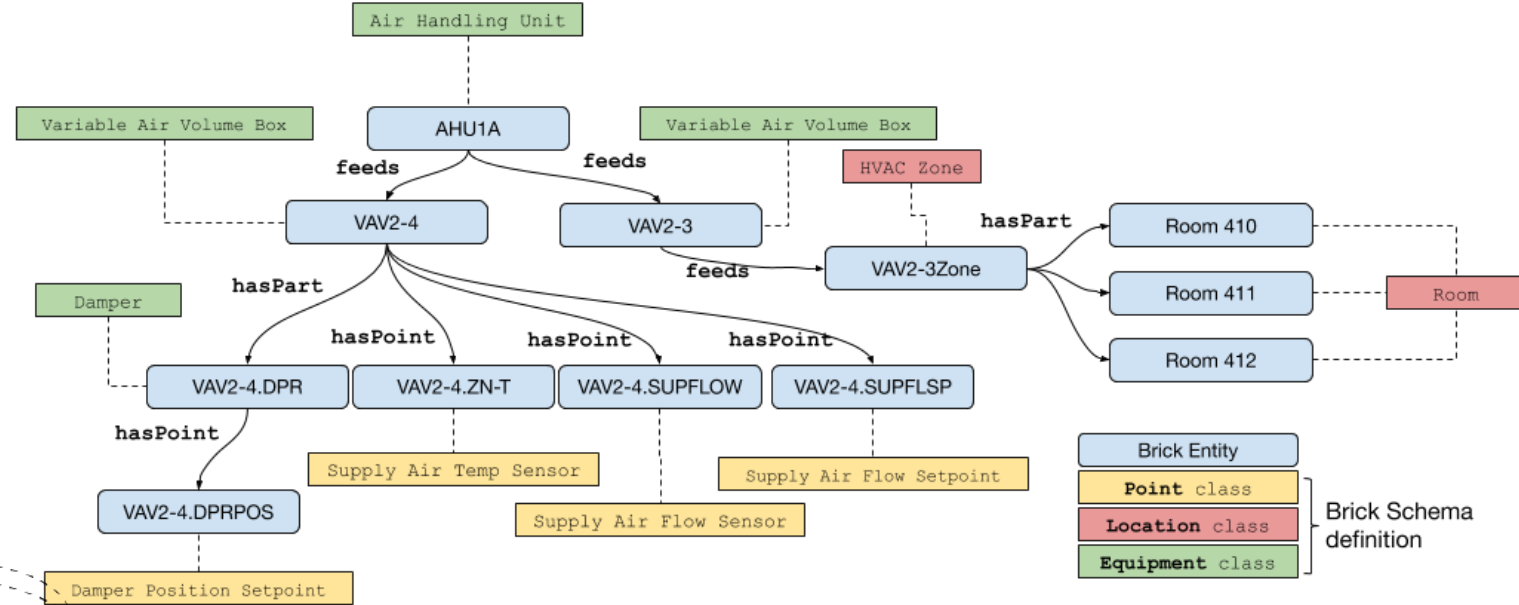 Air Handling Unit
Variable Air Volume Box
AHU1A
Variable Air Volume Box
feeds
feeds
HVAC Zone
VAV2-4
VAV2-3
hasPart
Room 410
feeds
VAV2-3Zone
hasPart
Damper
Room 411
Room
hasPoint
hasPoint
hasPoint
Room 412
VAV2-4.DPR
VAV2-4.ZN-T
VAV2-4.SUPFLOW
VAV2-4.SUPFLSP
hasPoint
Supply Air Temp Sensor
Supply Air Flow Setpoint
Supply Air Flow Sensor
VAV2-4.DPRPOS
Damper Position Setpoint
Brick Entity
Point class
Location class
Equipment class
Brick Schema
definition